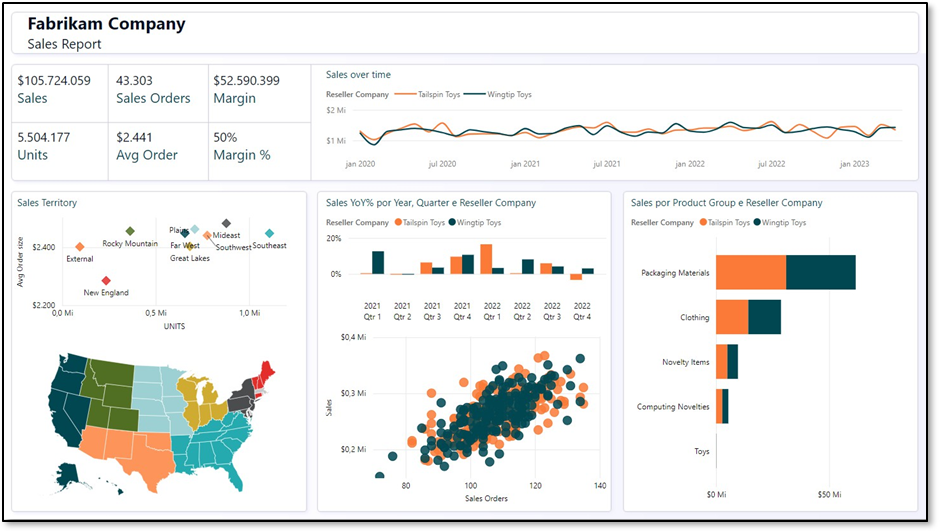 Fabrikam Company
Sales Report
$105.724.059
Sales
43.303
Sales Orders
$52.590.399
Margin
5.504.177
Units
$2.441
Avg Order
50%
Margin %
Sales over time
Reseller Company Tailspin Toys Wingtip Toys
$2 Mi
$1 Mi
jan 2020 jul 2020 jan 2021 jul 2021 jan 2022 jul 2022 jan 2023
Sales Territory
Avg Order size
$2.400
$2.200
External
Rocky Mountain
New England
Plains
Far West
Great Lakes
Mideast
Southwest
Southeast
0,0 Mi 0,5 Mi 1,0 Mi
UNITS
Sales YoY% por Year, Quarter e Reseller Company
Reseller Company Tailspin Toys Wingtip Toys
20%
0%
2021 2021 2021 2021 2022 2022 2022 2022
Qtr 1 Qtr 2 Qtr 3 Qtr 4 Qtr 1 Qtr 2 Qtr 3 Qtr 4
$0,4 Mi
$0,3 Mi
$0,2 Mi
Sales
80 100 120 140
Sales Orders
Sales por Product Group e Reseller Company
Reseller Company Tailspin Toys Wingtip Toys
Packaging Materials
Clothing
Novelty Items
Computing Novelties
Toys
$0 Mi $50 Mi